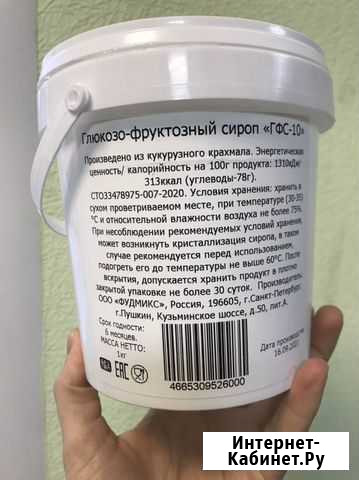 Глюкозо-фруктозный сироп «ГФС-10»
Произведено из кукурузного крахмала. Энергетическая
ценность/ калорийность на 100г продукта: 1310кДж/
313ккал (углеводы-78г).
СТО33478975-007-2020. Условия хранения: хранить в
сухом проветриваемом месте, при температуре (30-35)
°С и относительной влажности воздуха не более 75%.
При несоблюдении рекомендуемых условий хранения,
может возникнуть кристаллизация сиропа, в таком
случае рекомендуется перед использованием,
подогреть его до температуры не выше 60°С. После
вскрытия, допускается хранить продукт в плотно
закрытой упаковке не более 30 суток. Производитель:
ООО «ФУДМИКС», Россия, 196605, г.Санкт-Петербург,
г.Пушкин, Кузьминское шоссе, д.50, лит.А.
Срок годности:
6 месяцев.
МАССА НЕТТО:
1кг
Дата производства
16.09.202
EAC
4665309526000
Интернет-
Кабинет.Ру